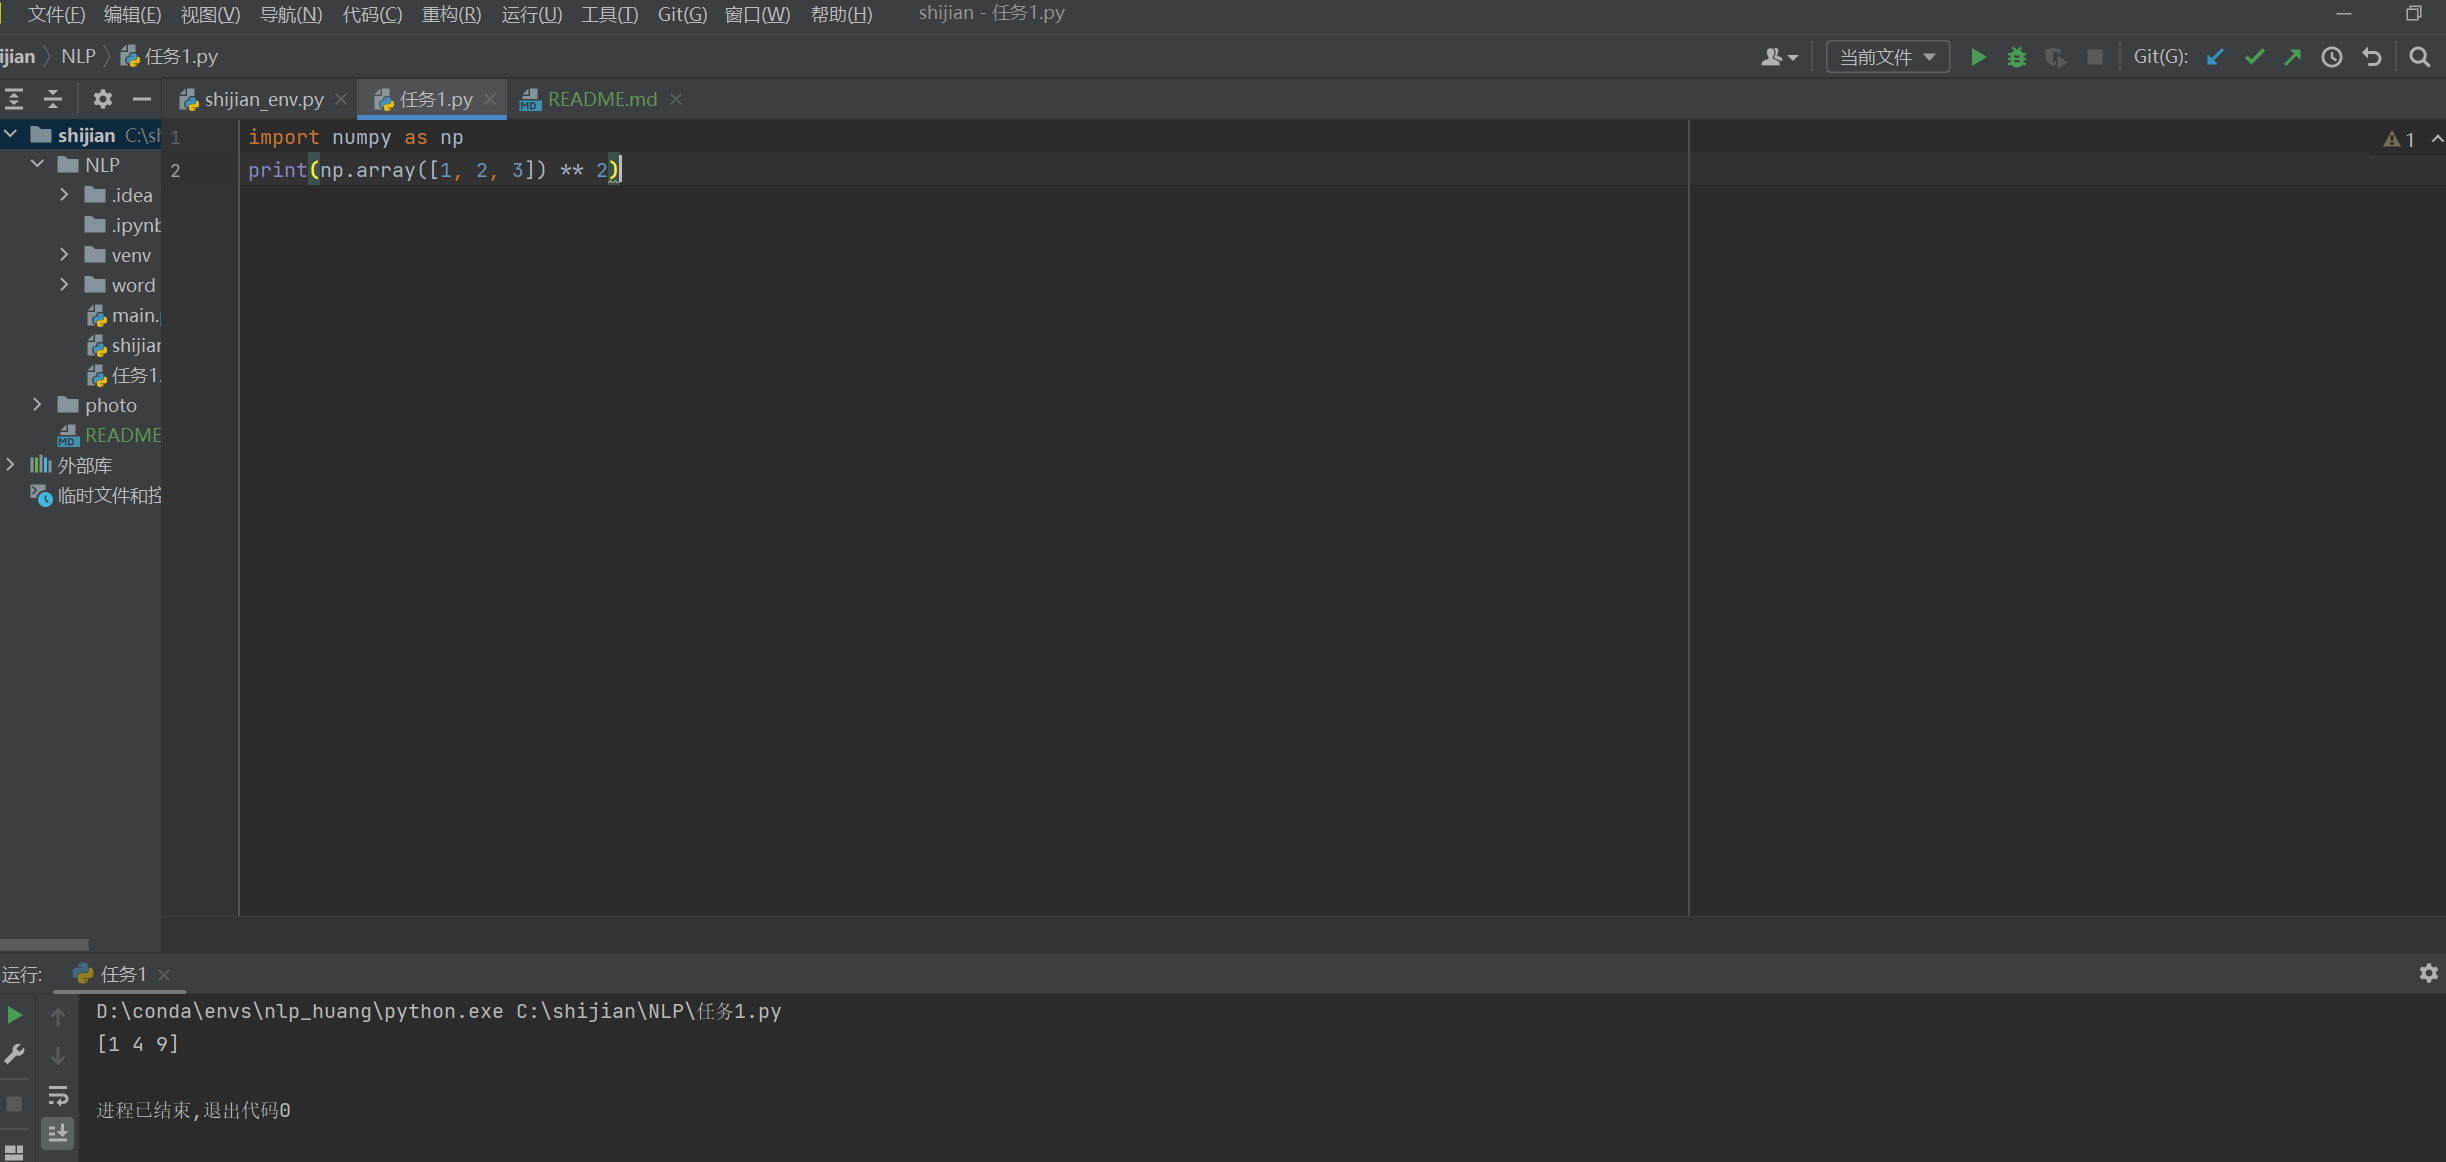 文件(F) 编辑(E) 视图(V) 导航(N) 代码(C) 重构(R) 运行(U) 工具(T) Git(G) 窗口(W) 帮助(H) shijian - 任务1.py
ijian NLP 任务1.py 当前文件 Git(G):
shijian_env.py 任务1.py README.md
shijian C:\sh
NLP
.idea
.ipynb
venv
word
main.p
shijian
任务1.
photo
README
外部库
临时文件和控
1 import numpy as np
2 print(np.array([1, 2, 3]) ** 2)
1
运行: 任务1
D:\conda\envs\nlp_huang\python.exe C:\shijian\NLP\任务1.py
[1 4 9]
进程已结束,退出代码0